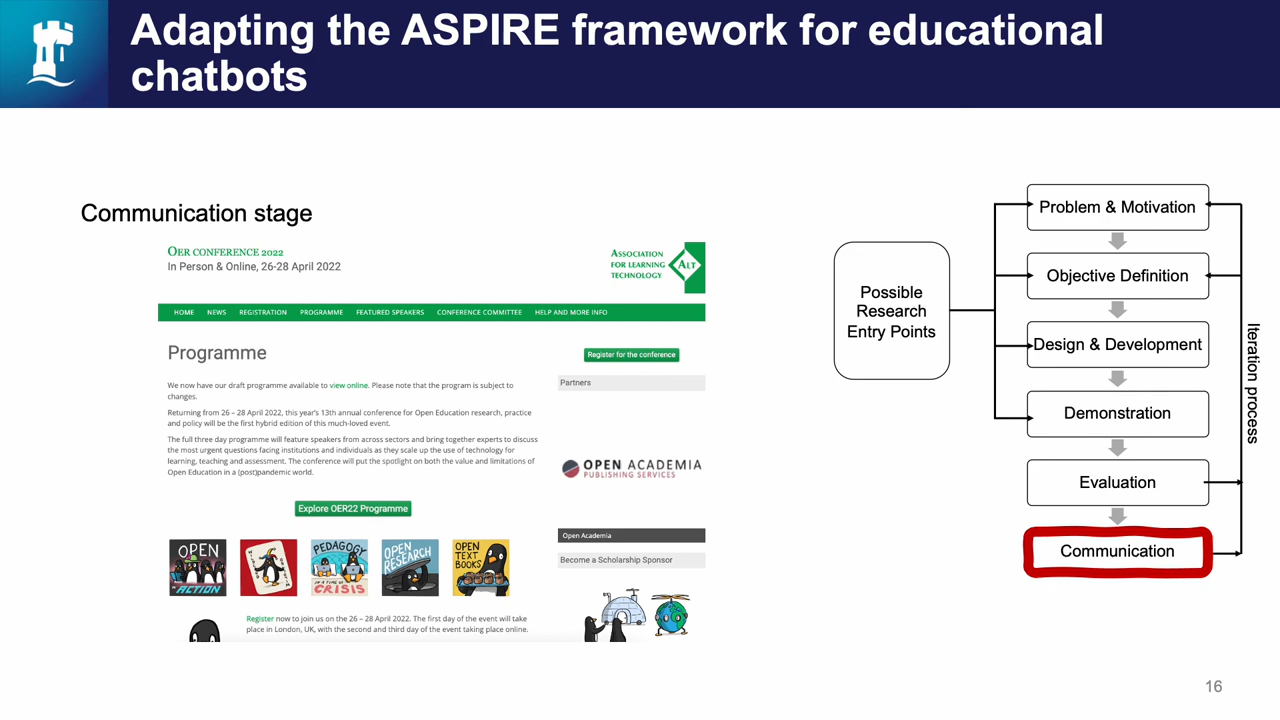 Adapting the ASPIRE framework for educational
chatbots
Communication stage
OER CONFERENCE 2022
In Person & Online, 26-28 April 2022
ASSOCIATION
FOR LEARNING
TECHNOLOGY
ALT
HOME NEWS REGISTRATION PROGRAMME FEATURED SPEAKERS CONFERENCE COMMITTEE HELP AND MORE INFO
Programme
We now have our draft programme available to view online. Please note that the program is subject to
changes.
Returning from 26 – 28 April 2022, this year's 13th annual conference for Open Education research, practice
and policy will be the first hybrid edition of this much-loved event.
The full three day programme will feature speakers from across sectors and bring together experts to discuss
the most urgent questions facing institutions and individuals as they scale up the use of technology for
learning, teaching and assessment. The conference will put the spotlight on both the value and limitations of
Open Education in a (post)pandemic world.
Explore OER22 Programme
OPEN
IN
ACTION
PEDAGOGY
IN A TIME OF
CRISIS
OPEN
RESEARCH
OPEN
TEXT
BOOKS
Register now to join us on the 26 – 28 April 2022. The first day of the event will take
place in London, UK, with the second and third day of the event taking place online.
Register for the conference
Partners
OPEN ACADEMIA
PUBLISHING SERVICES
Open Academia
Become a Scholarship Sponsor
Possible
Research
Entry Points
Problem & Motivation
Objective Definition
Design & Development
Demonstration
Evaluation
Communication
Iteration process
16